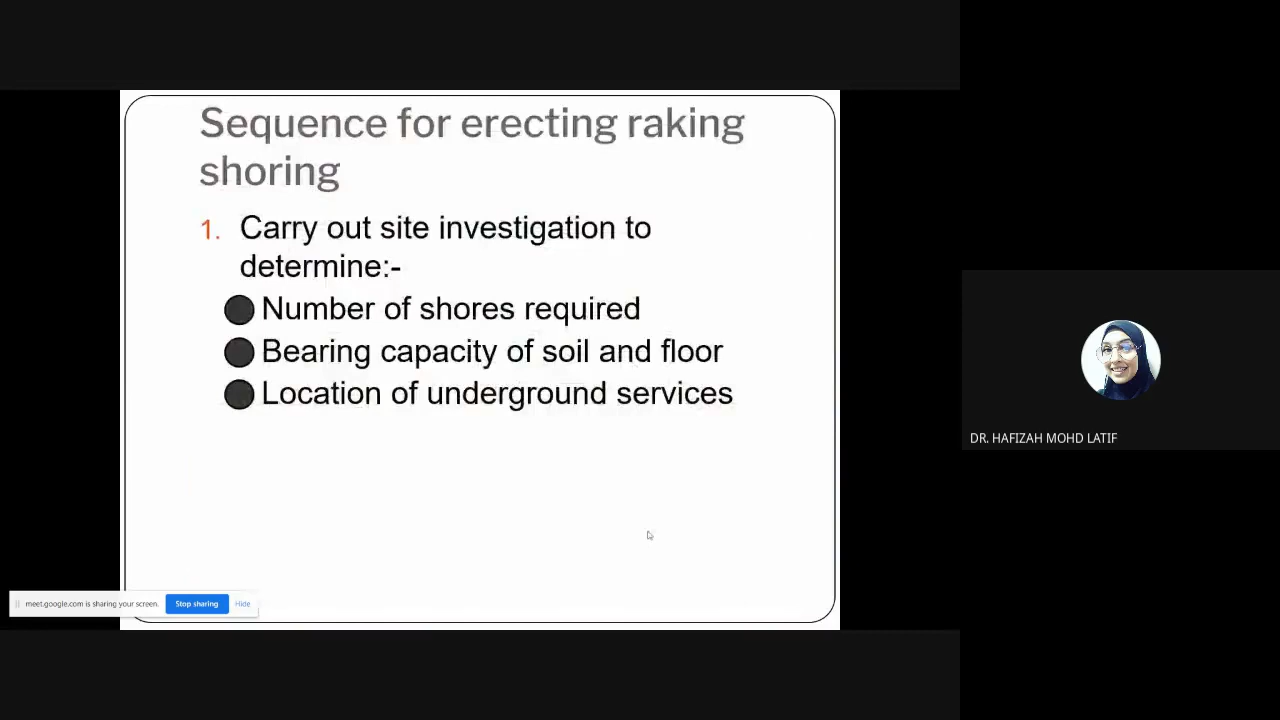 Sequence for erecting raking
shoring
1. Carry out site investigation to
determine:-
Number of shores required
Bearing capacity of soil and floor
Location of underground services
DR. HAFIZAH MOHD LATIF
meet.google.com is sharing your screen. Stop sharing Hide